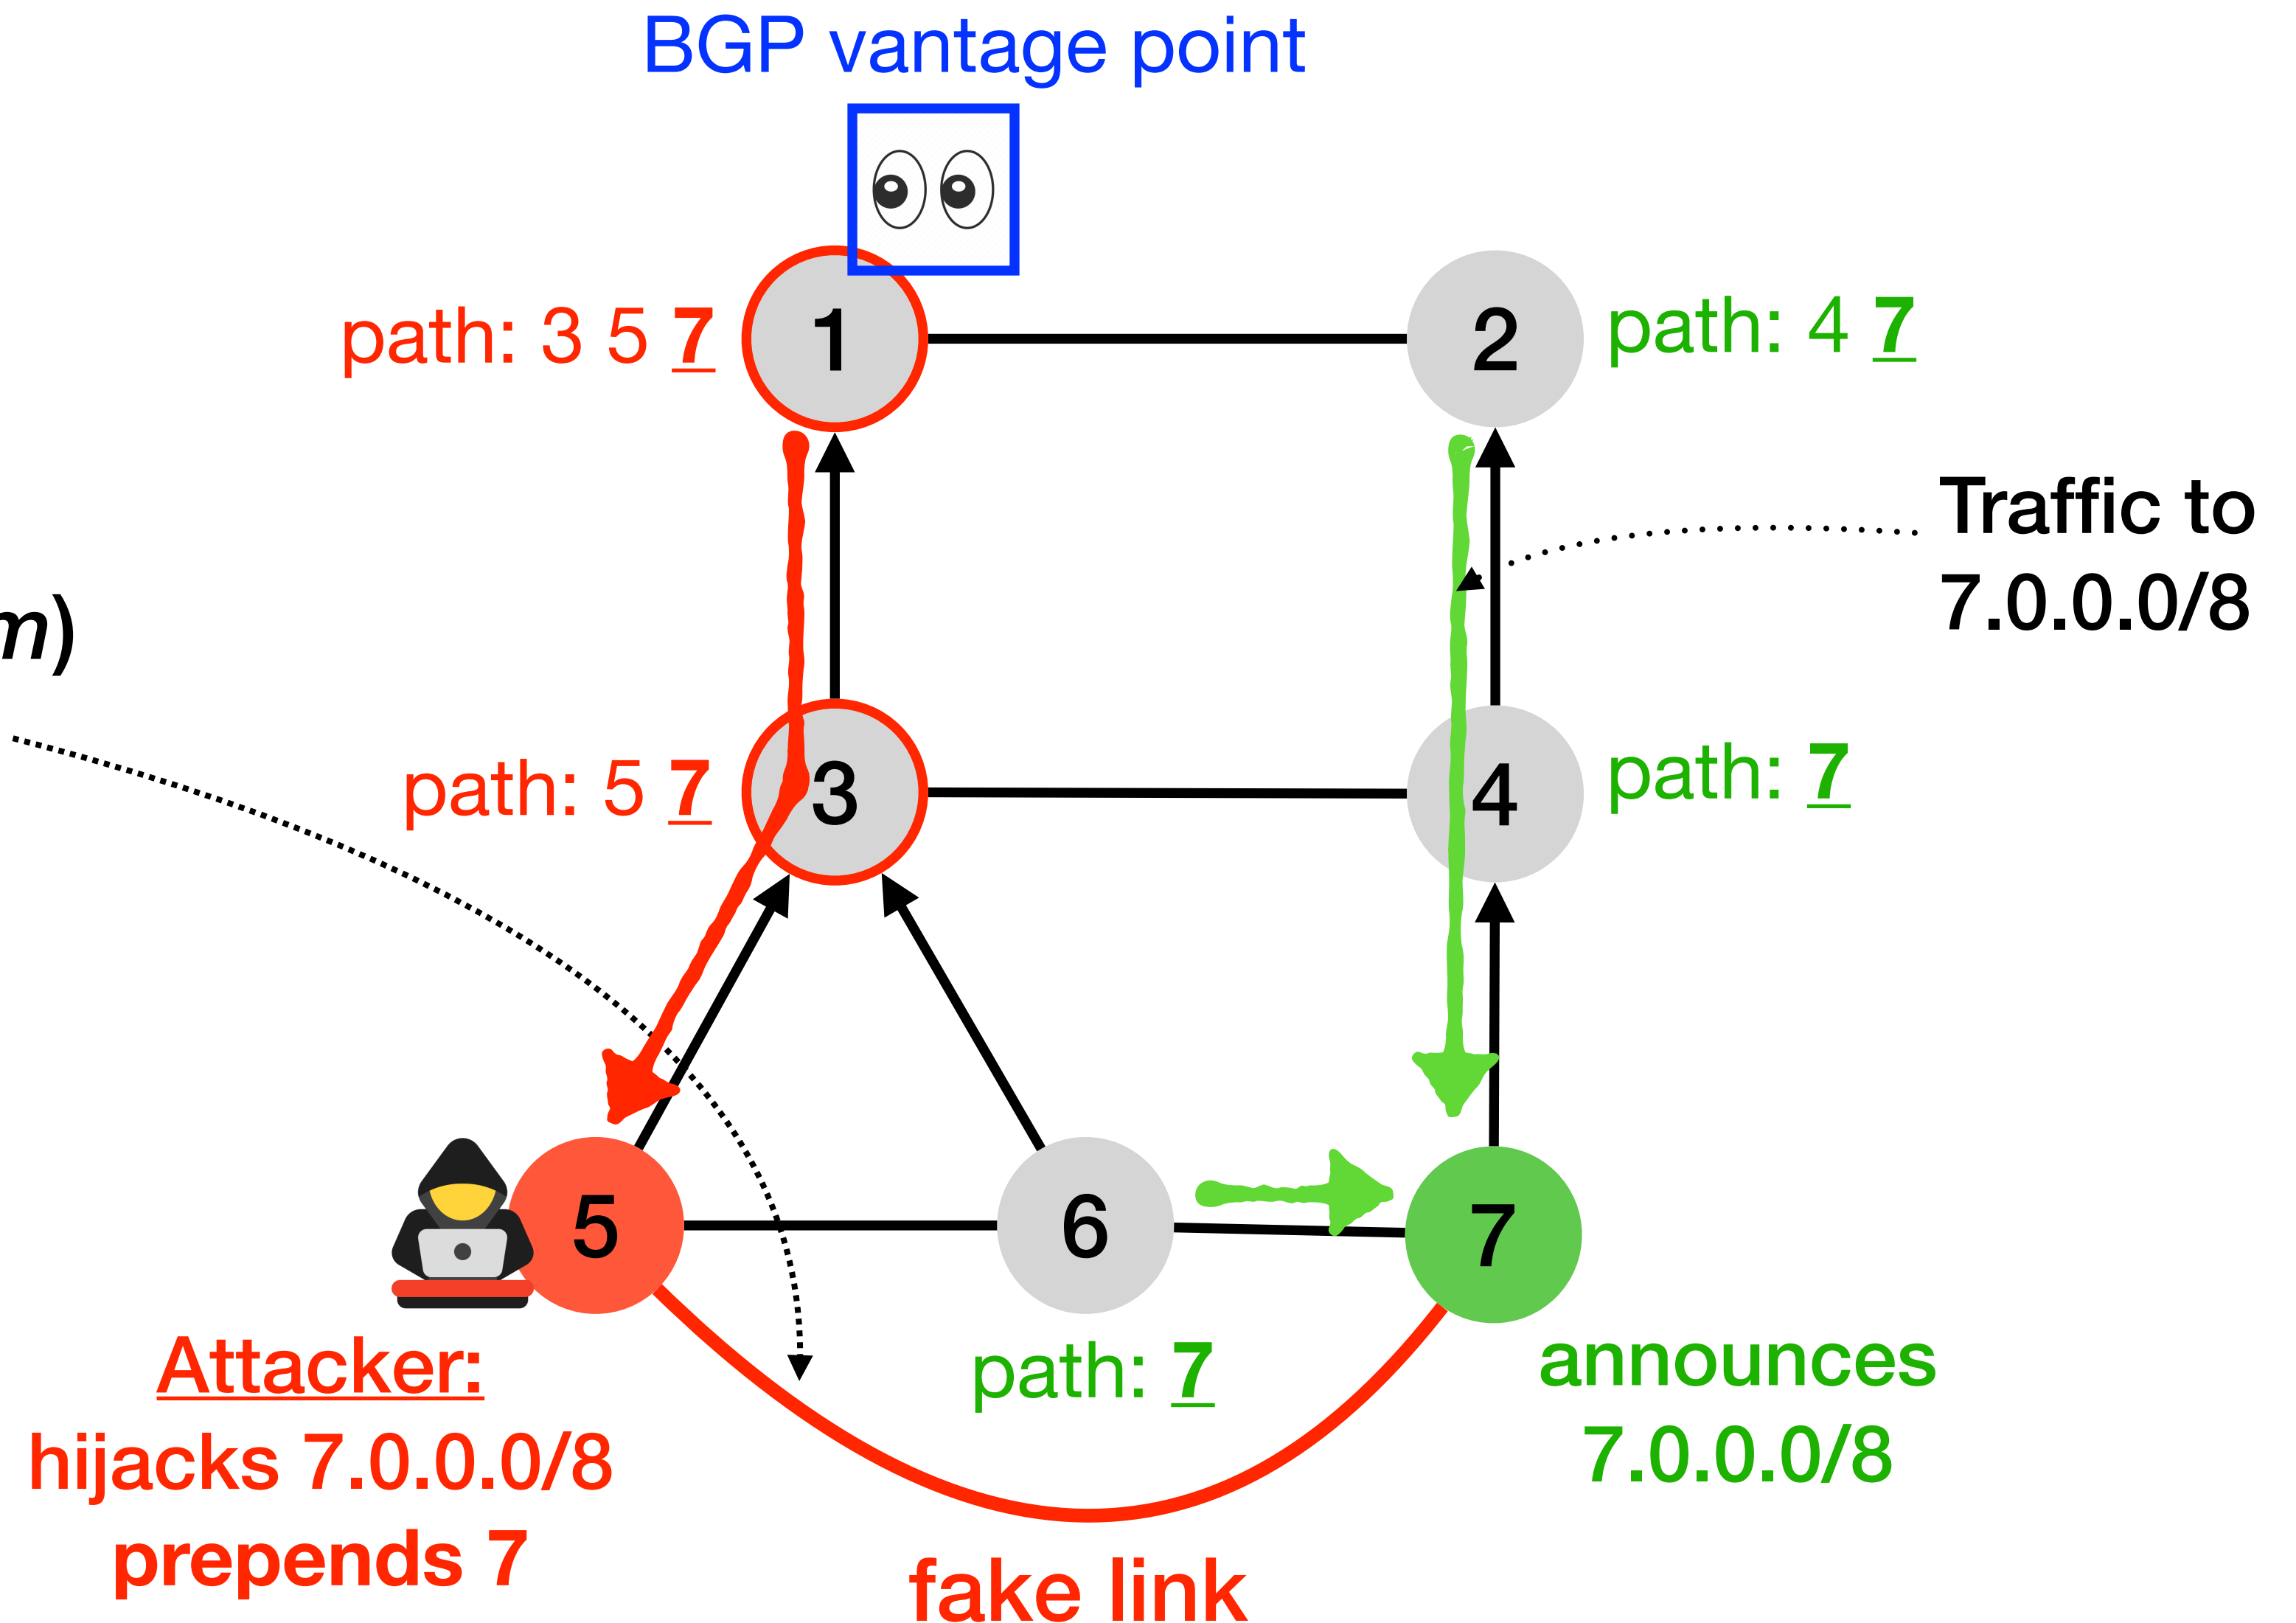 BGP vantage point
path: 3 5 7
1
2
path: 4 7
Traffic to
7.0.0.0/8
m)
path: 5 7
3
4
path: 7
5
6
7
path: 7
Attacker:
hijacks 7.0.0.0/8
prepends 7
announces
7.0.0.0/8
fake link